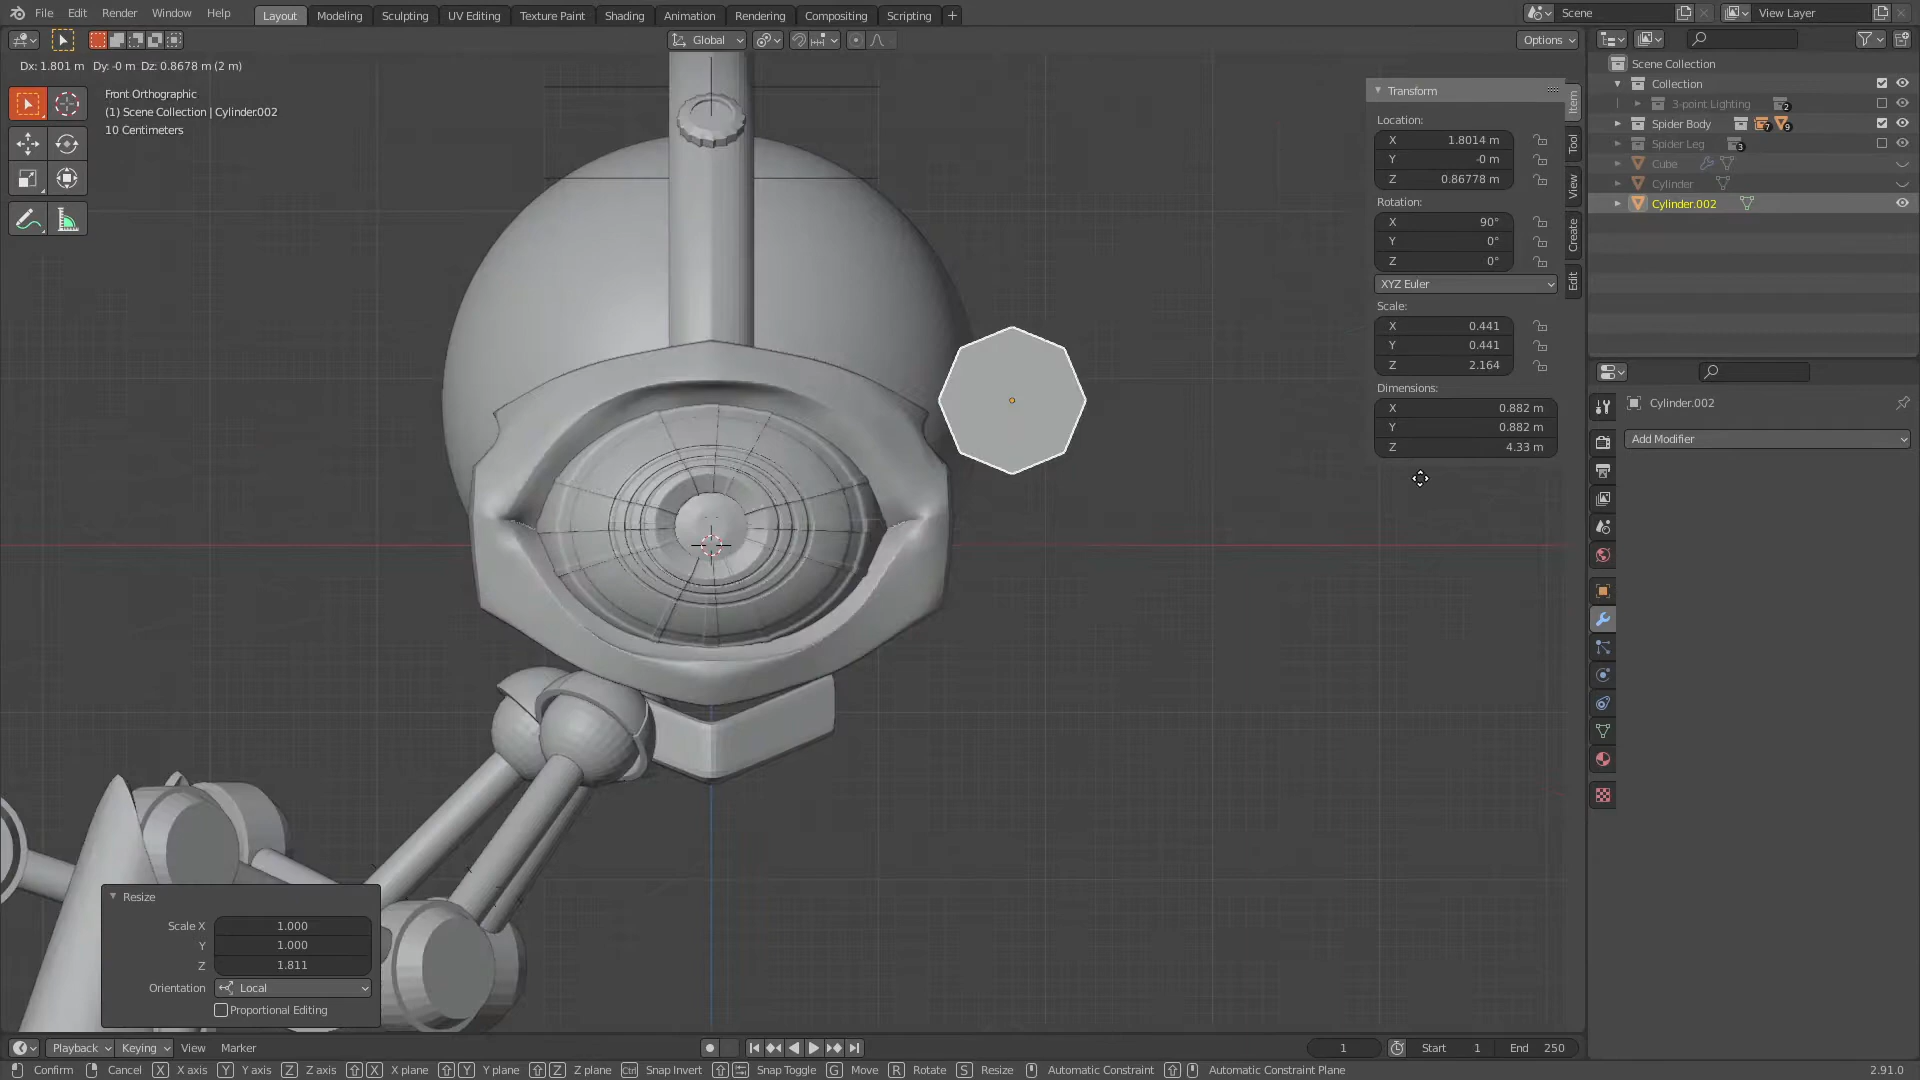 File Edit Render Window Help Layout Modeling Sculpting UV Editing Texture Paint Shading Animation Rendering Compositing Scripting + Scene View Layer
Global Options
Dx: 1.801 m Dy: -0 m Dz: 0.8678 m (2 m)
Front Orthographic
(1) Scene Collection | Cylinder.002
10 Centimeters
Transform
Location:
X 1.8014 m
Y -0 m
Z 0.86778 m
Rotation:
X 90°
Y 0°
Z 0°
XYZ Euler
Scale:
X 0.441
Y 0.441
Z 2.164
Dimensions:
X 0.882 m
Y 0.882 m
Z 4.33 m
Item
Tool
View
Create
Edit
Scene Collection
Collection
3-point Lighting 2
Spider Body 7 9
Spider Leg 3
Cube
Cylinder
Cylinder.002
Cylinder.002
Add Modifier
Resize
Scale X 1.000
Y 1.000
Z 1.811
Orientation Local
Proportional Editing
Playback Keying View Marker 1 Start 1 End 250
Confirm Cancel X X axis Y Y axis Z Z axis X X plane Y Y plane Z Z plane Ctrl Snap Invert Snap Toggle G Move R Rotate S Resize Automatic Constraint Automatic Constraint Plane 2.91.0